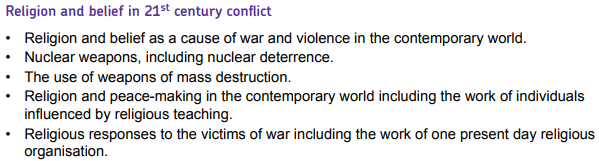 Religion and belief in 21st century conflict
• Religion and belief as a cause of war and violence in the contemporary world.
• Nuclear weapons, including nuclear deterrence.
• The use of weapons of mass destruction.
• Religion and peace-making in the contemporary world including the work of individuals
influenced by religious teaching.
• Religious responses to the victims of war including the work of one present day religious
organisation.